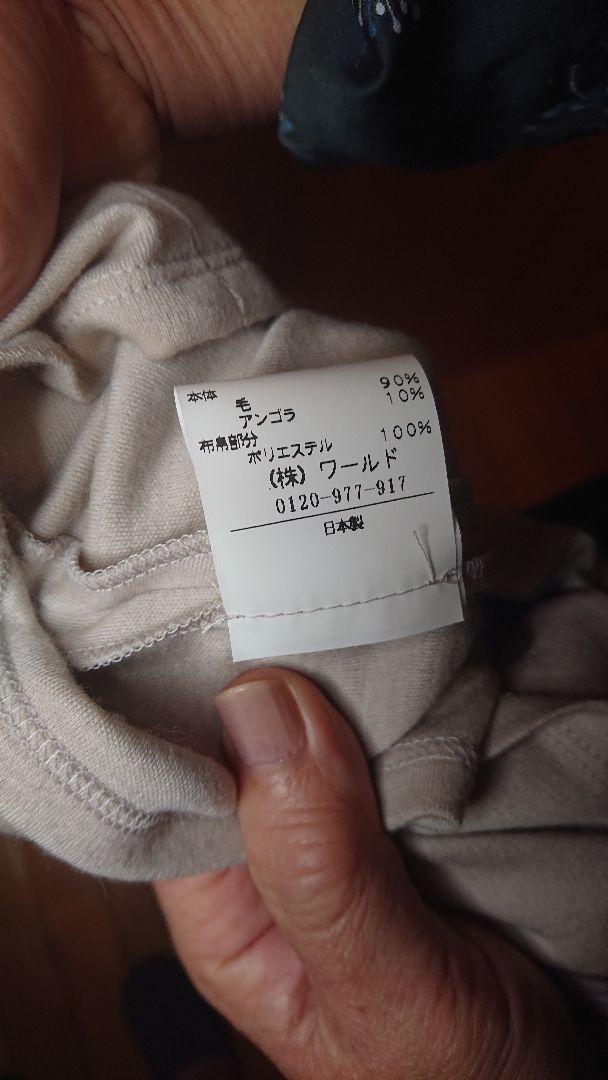 本体
毛 90%
アンゴラ 10%
布帛部分
ポリエステル 100%
(株) ワールド
0120-977-917
日本製